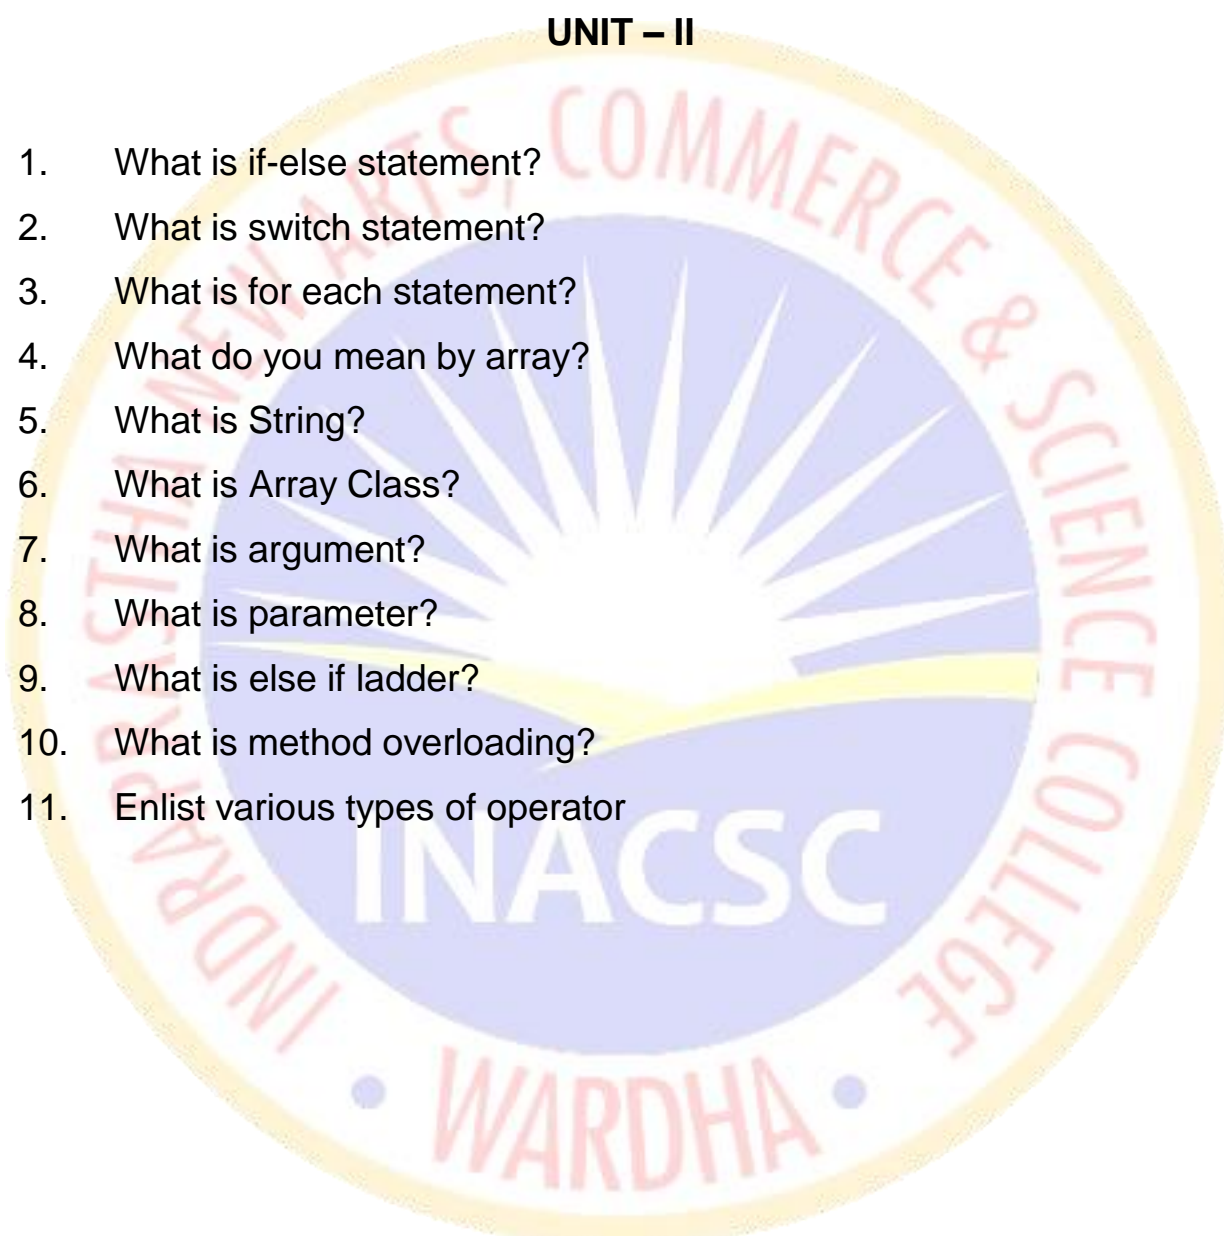 UNIT – II
1. What is if-else statement?
2. What is switch statement?
3. What is for each statement?
4. What do you mean by array?
5. What is String?
6. What is Array Class?
7. What is argument?
8. What is parameter?
9. What is else if ladder?
10. What is method overloading?
11. Enlist various types of operator
INDRAPRASTHA NEW ARTS, COMMERCE & SCIENCE COLLEGE
INACSC
• WARDHA •